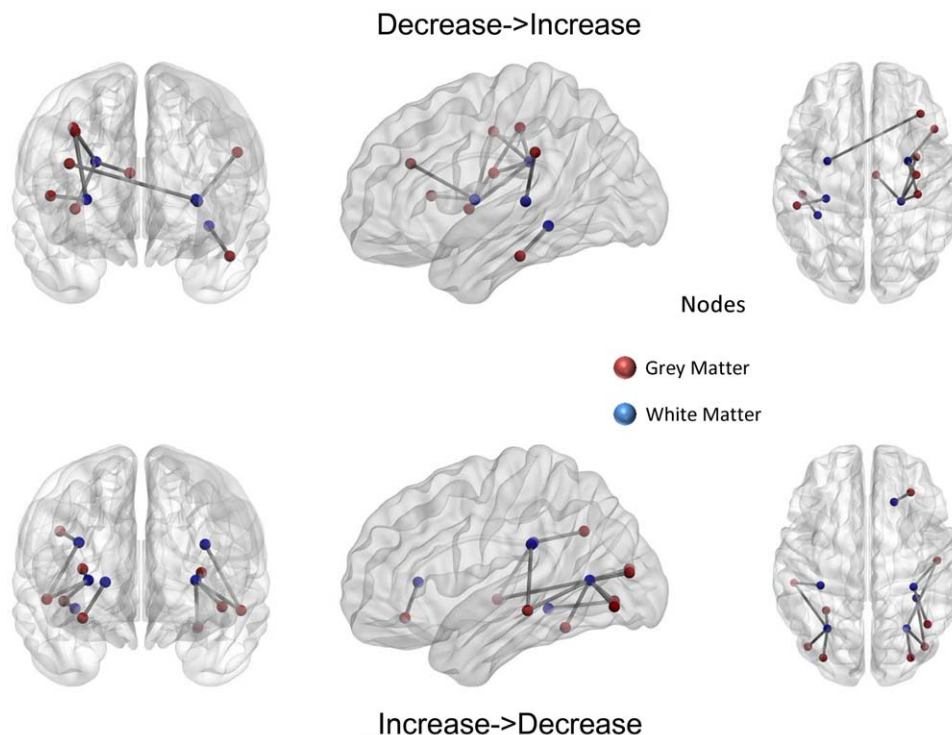 Decrease->Increase
Nodes
Grey Matter
White Matter
Increase->Decrease